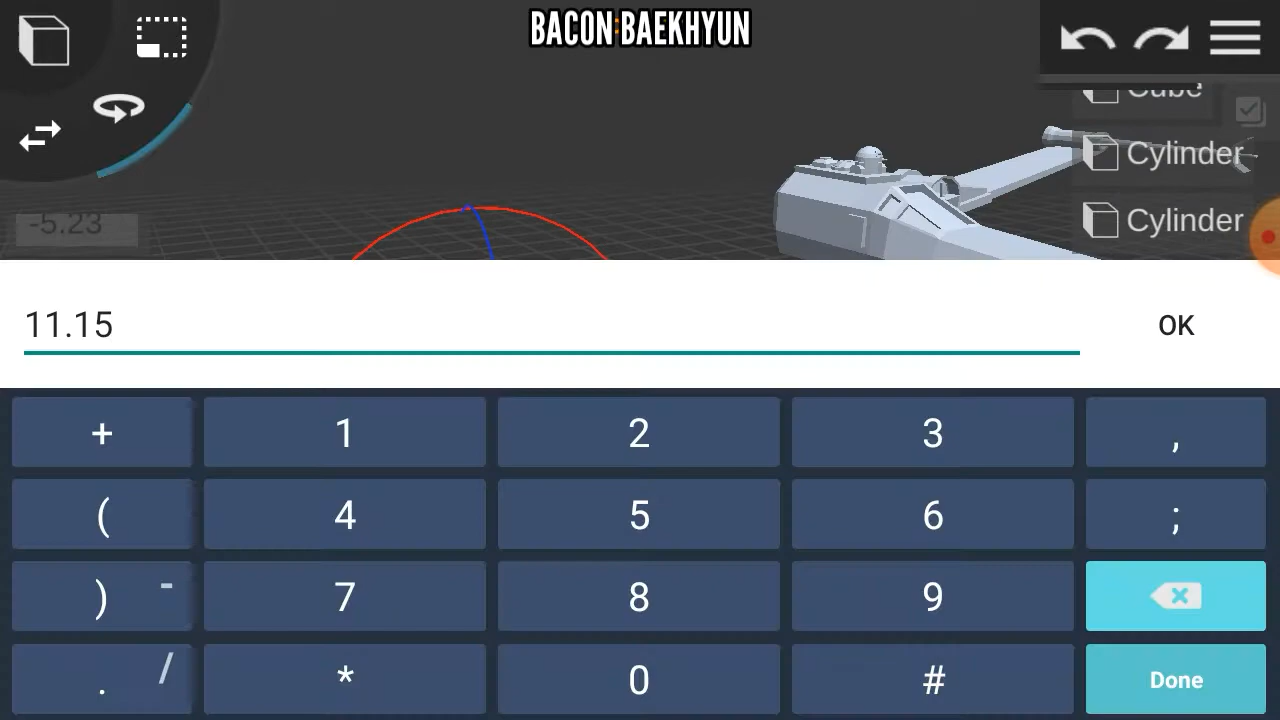 BACON BAEKHYUN
Cube
Cylinder
Cylinder
-5.23
11.15
OK
+ 1 2 3 ,
( 4 5 6 ;
) - 7 8 9
. / * 0 # Done